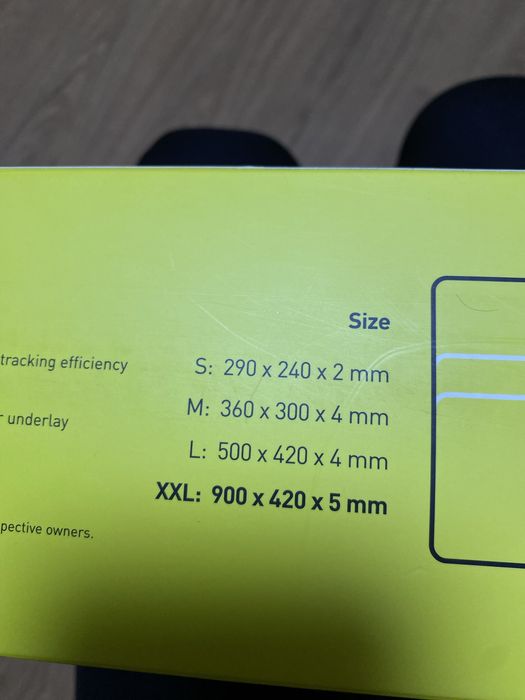 tracking efficiency
underlay
pective owners.
Size
S: 290 x 240 x 2 mm
M: 360 x 300 x 4 mm
L: 500 x 420 x 4 mm
XXL: 900 x 420 x 5 mm